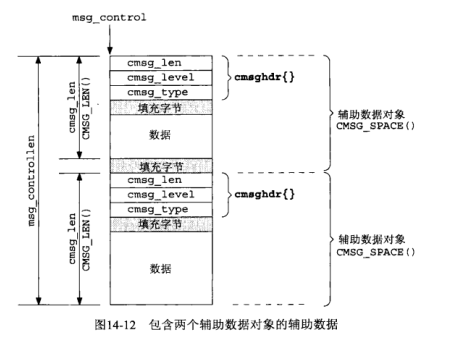 msg_control
cmsg_len
cmsg_level
cmsg_type
cmsghdr{}
填充字节
数据
填充字节
cmsg_len
CMSG_LEN()
辅助数据对象
CMSG_SPACE()
msg_controllen
cmsg_len
cmsg_level
cmsg_type
cmsghdr{}
填充字节
数据
cmsg_len
CMSG_LEN()
辅助数据对象
CMSG_SPACE()
图14-12 包含两个辅助数据对象的辅助数据